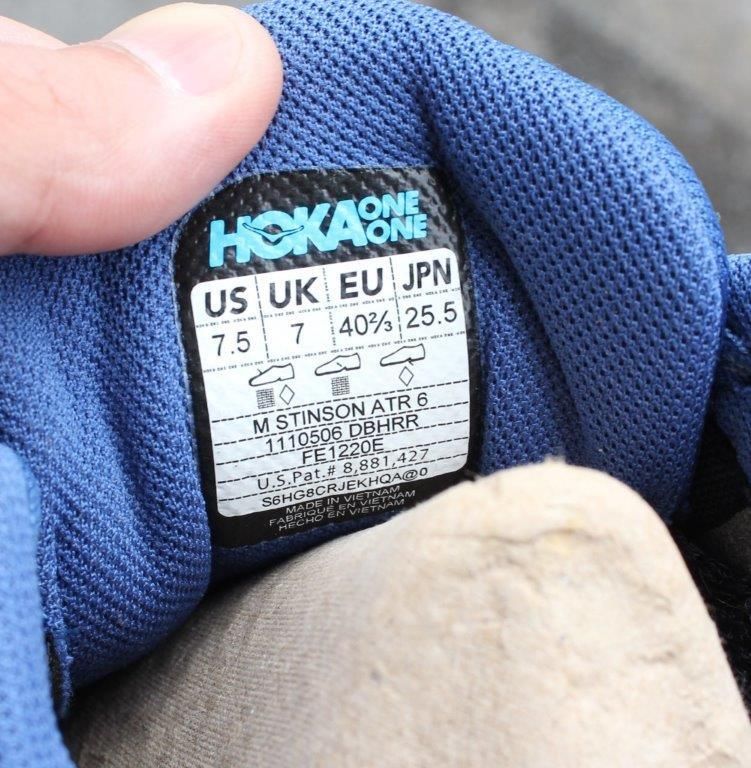 HOKA ONE ONE
US UK EU JPN
7.5 7 40⅔ 25.5
M STINSON ATR 6
1110506 DBHRR
FE1220E
U.S.Pat.# 8,881,427
S6HG8CRJEKHQA@0
MADE IN VIETNAM
FABRIQUÉ EN VIETNAM
HECHO EN VIETNAM